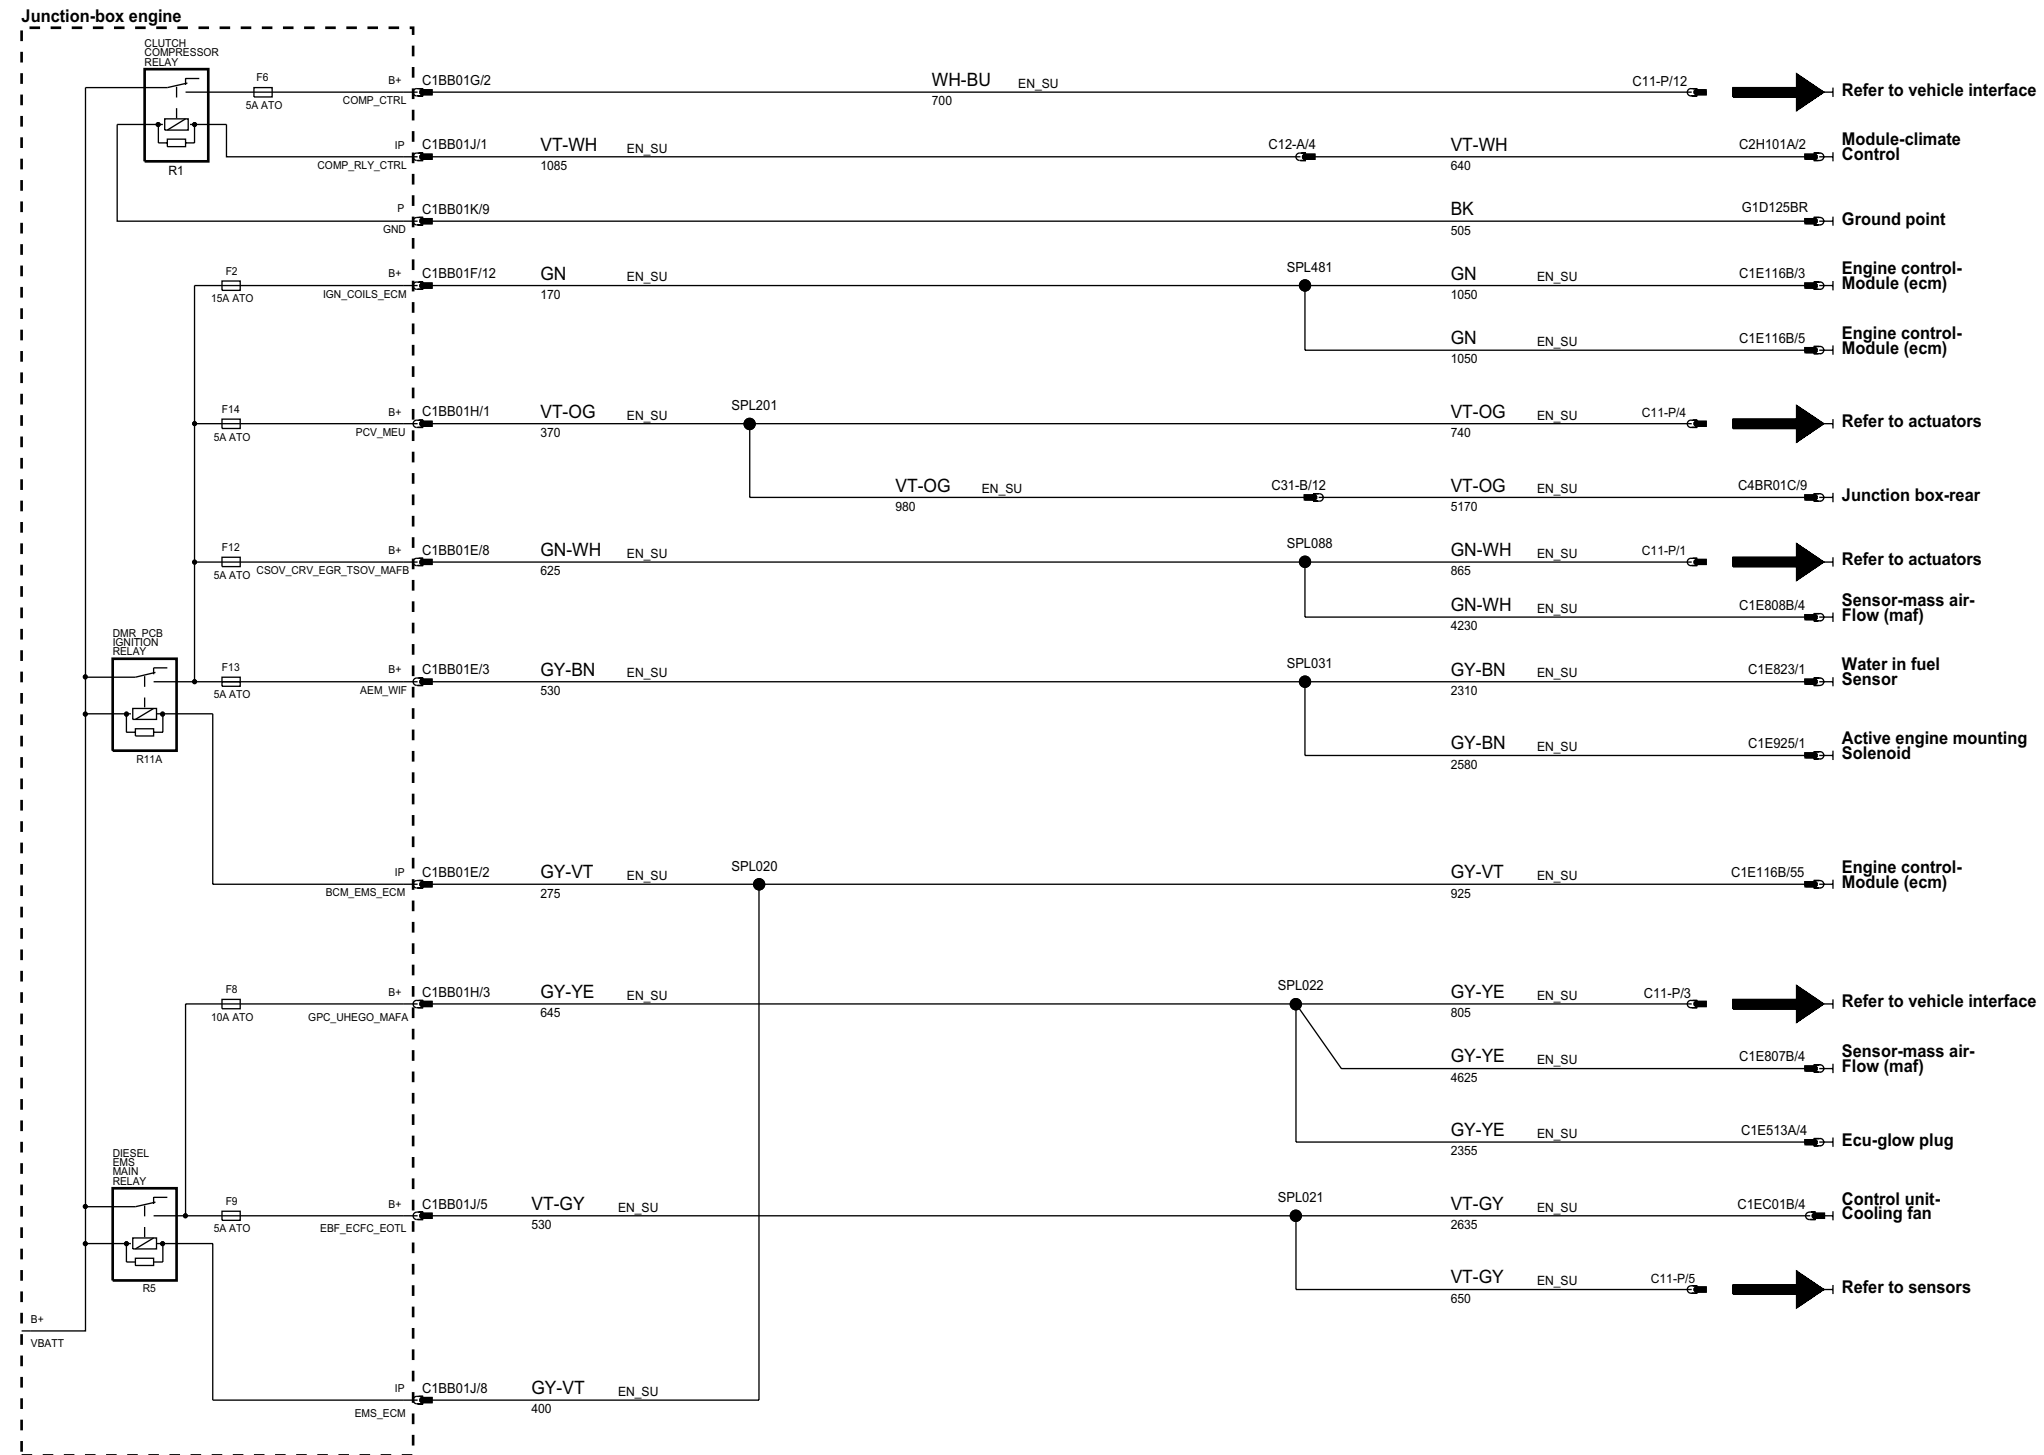 Junction-box engine
CLUTCH
COMPRESSOR
RELAY
R1
F6
5A ATO
B+
COMP_CTRL
C1BB01G/2
WH-BU
700
EN_SU
C11-P/12
Refer to vehicle interface
IP
COMP_RLY_CTRL
C1BB01J/1
VT-WH
1085
EN_SU
C12-A/4
VT-WH
640
C2H101A/2
Module-climate
Control
P
GND
C1BB01K/9
BK
505
G1D125BR
Ground point
F2
15A ATO
B+
IGN_COILS_ECM
C1BB01F/12
GN
170
EN_SU
SPL481
GN
1050
EN_SU
C1E116B/3
Engine control-
Module (ecm)
GN
1050
EN_SU
C1E116B/5
Engine control-
Module (ecm)
F14
5A ATO
B+
PCV_MEU
C1BB01H/1
VT-OG
370
EN_SU
SPL201
VT-OG
740
EN_SU
C11-P/4
Refer to actuators
VT-OG
980
EN_SU
C31-B/12
VT-OG
5170
EN_SU
C4BR01C/9
Junction box-rear
F12
5A ATO
B+
CSOV_CRV_EGR_TSOV_MAFB
C1BB01E/8
GN-WH
625
EN_SU
SPL088
GN-WH
865
EN_SU
C11-P/1
Refer to actuators
GN-WH
4230
EN_SU
C1E808B/4
Sensor-mass air-
Flow (maf)
DMR_PCB
IGNITION
RELAY
R11A
F13
5A ATO
B+
AEM_WIF
C1BB01E/3
GY-BN
530
EN_SU
SPL031
GY-BN
2310
EN_SU
C1E823/1
Water in fuel
Sensor
GY-BN
2580
EN_SU
C1E925/1
Active engine mounting
Solenoid
IP
BCM_EMS_ECM
C1BB01E/2
GY-VT
275
EN_SU
SPL020
GY-VT
925
EN_SU
C1E116B/55
Engine control-
Module (ecm)
F8
10A ATO
B+
GPC_UHEGO_MAFA
C1BB01H/3
GY-YE
645
EN_SU
SPL022
GY-YE
805
EN_SU
C11-P/3
Refer to vehicle interface
GY-YE
4625
EN_SU
C1E807B/4
Sensor-mass air-
Flow (maf)
GY-YE
2355
EN_SU
C1E513A/4
Ecu-glow plug
DIESEL
EMS
MAIN
RELAY
R5
F9
5A ATO
B+
EBF_ECFC_EOTL
C1BB01J/5
VT-GY
530
EN_SU
SPL021
VT-GY
2635
EN_SU
C1EC01B/4
Control unit-
Cooling fan
VT-GY
650
EN_SU
C11-P/5
Refer to sensors
B+
VBATT
IP
EMS_ECM
C1BB01J/8
GY-VT
400
EN_SU